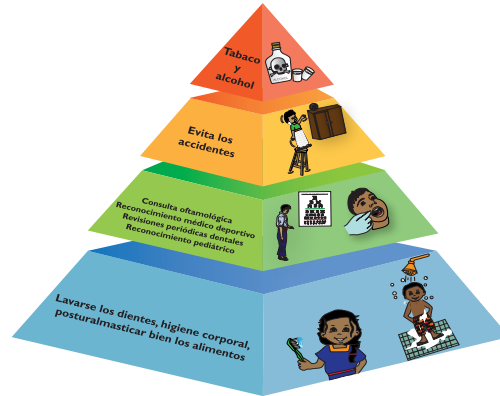 Tabaco
y
alcohol
Evita los
accidentes
Consulta oftamológica
Reconocimiento médico deportivo
Revisiones periódicas dentales
Reconocimiento pediátrico
Lavarse los dientes, higiene corporal,
posturalmasticar bien los alimentos